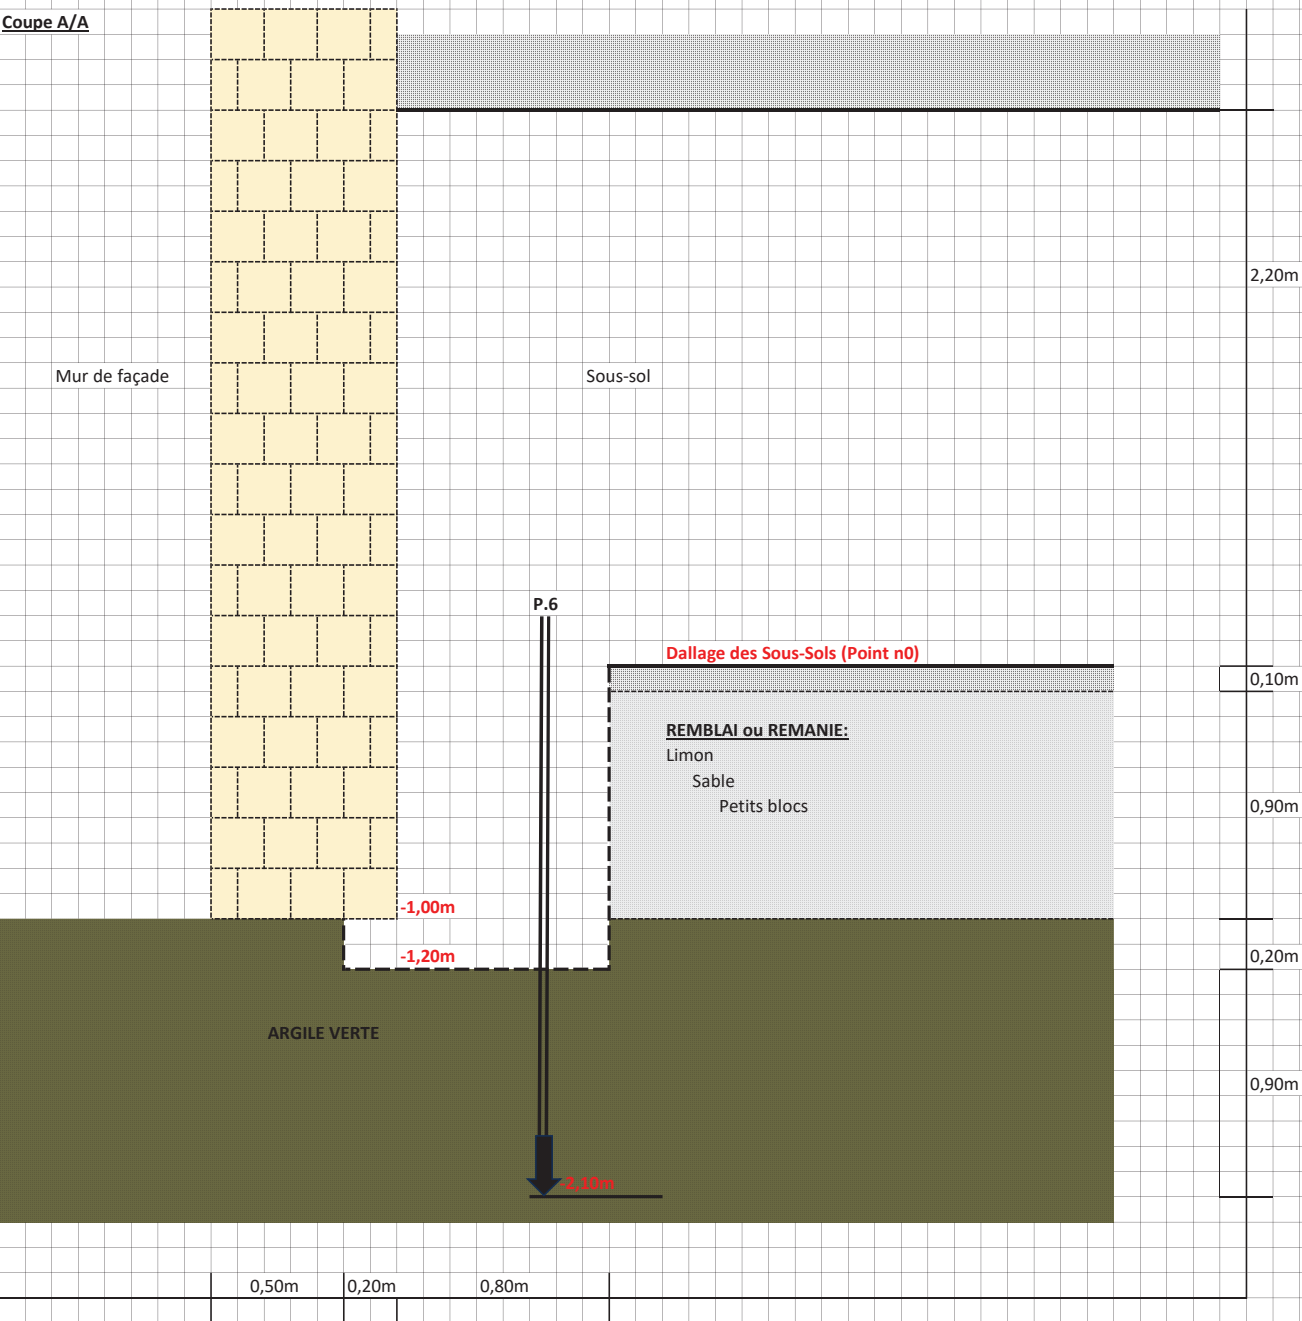 Coupe A/A
2,20m
Mur de façade
Sous-sol
P.6
Dallage des Sous-Sols (Point n0)
0,10m
REMBLAI ou REMANIE:
Limon
Sable
Petits blocs
0,90m
-1,00m
-1,20m
0,20m
ARGILE VERTE
0,90m
-2,10m
0,50m
0,20m
0,80m